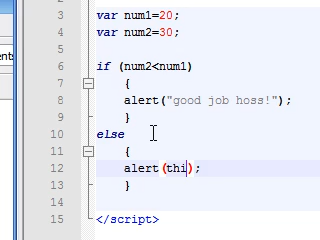 3 var num1=20;
4 var num2=30;
5
6 if (num2<num1)
7 {
8 alert("good job hoss!");
9 }
10 else
11 {
12 alert(thi);
13 }
14
15 </script>